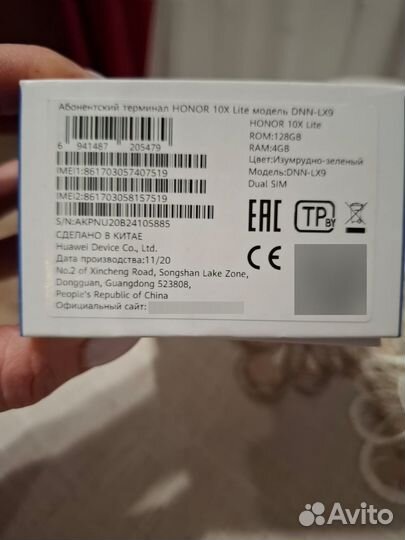 Абонентский терминал HONOR 10X Lite модель DNN-LX9
6 941487 205479
IMEI1:861703057407519
IMEI2:861703058157519
S/N:AKPNU20B24105885
СДЕЛАНО В КИТАЕ
Huawei Device Co., Ltd.
Дата производства:11/20
No.2 of Xincheng Road, Songshan Lake Zone,
Dongguan, Guangdong 523808,
People's Republic of China
Официальный сайт:
HONOR 10X Lite
ROM:128GB
RAM:4GB
Цвет:Изумрудно-зеленый
Модель:DNN-LX9
Dual SIM
EAC
TP BY
CE
Avito